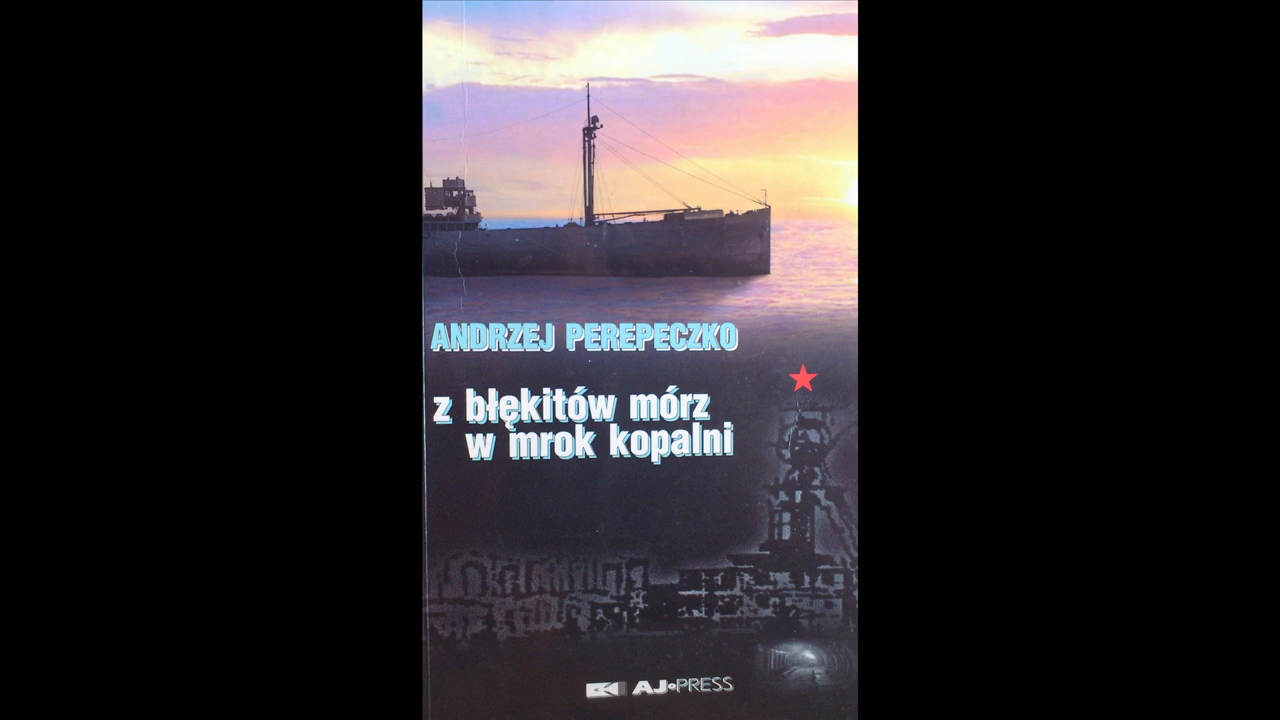 ANDRZEJ PEREPECZKO
z błękitów mórz
w mrok kopalni
AJ-PRESS